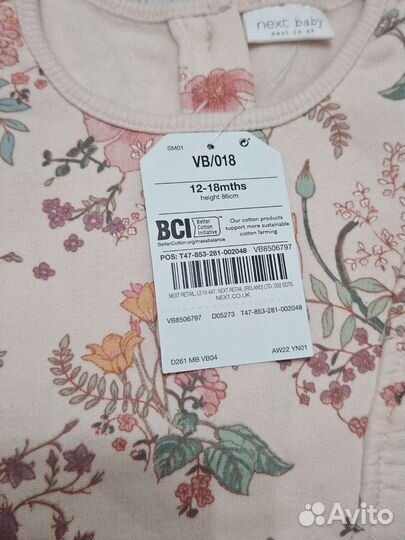 next baby
next.co.uk
SM01
VB/018
12-18mths
height 86cm
BCI Better Cotton Initiative
BetterCotton.org/massbalance
Our cotton products support more sustainable cotton farming
POS: T47-853-281-002048 VB8506797
NEXT RETAIL, LE19 4AT. NEXT RETAIL (IRELAND) LTD, D02 ED70.
NEXT.CO.UK
VB8506797 D05273 T47-853-281-002048
D261 MB VB04 AW22 YN01
Avito